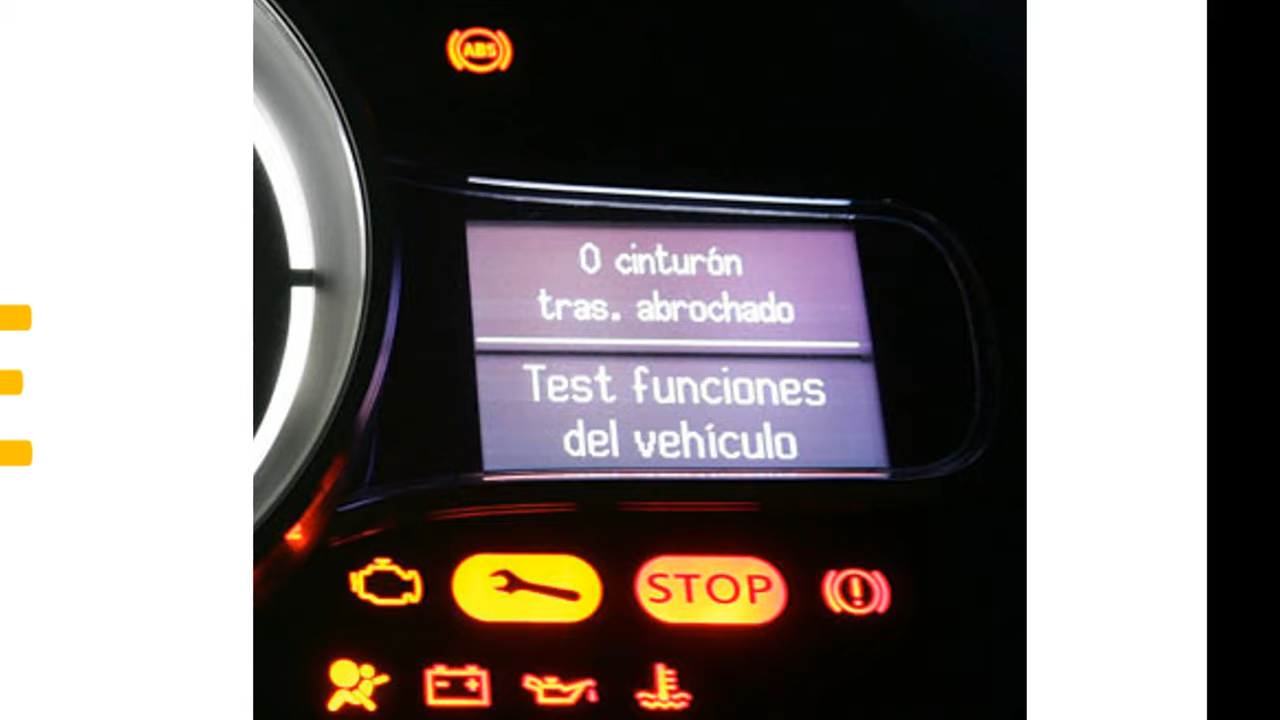 ABS
0 cinturón
tras. abrochado
Test funciones
del vehículo
STOP